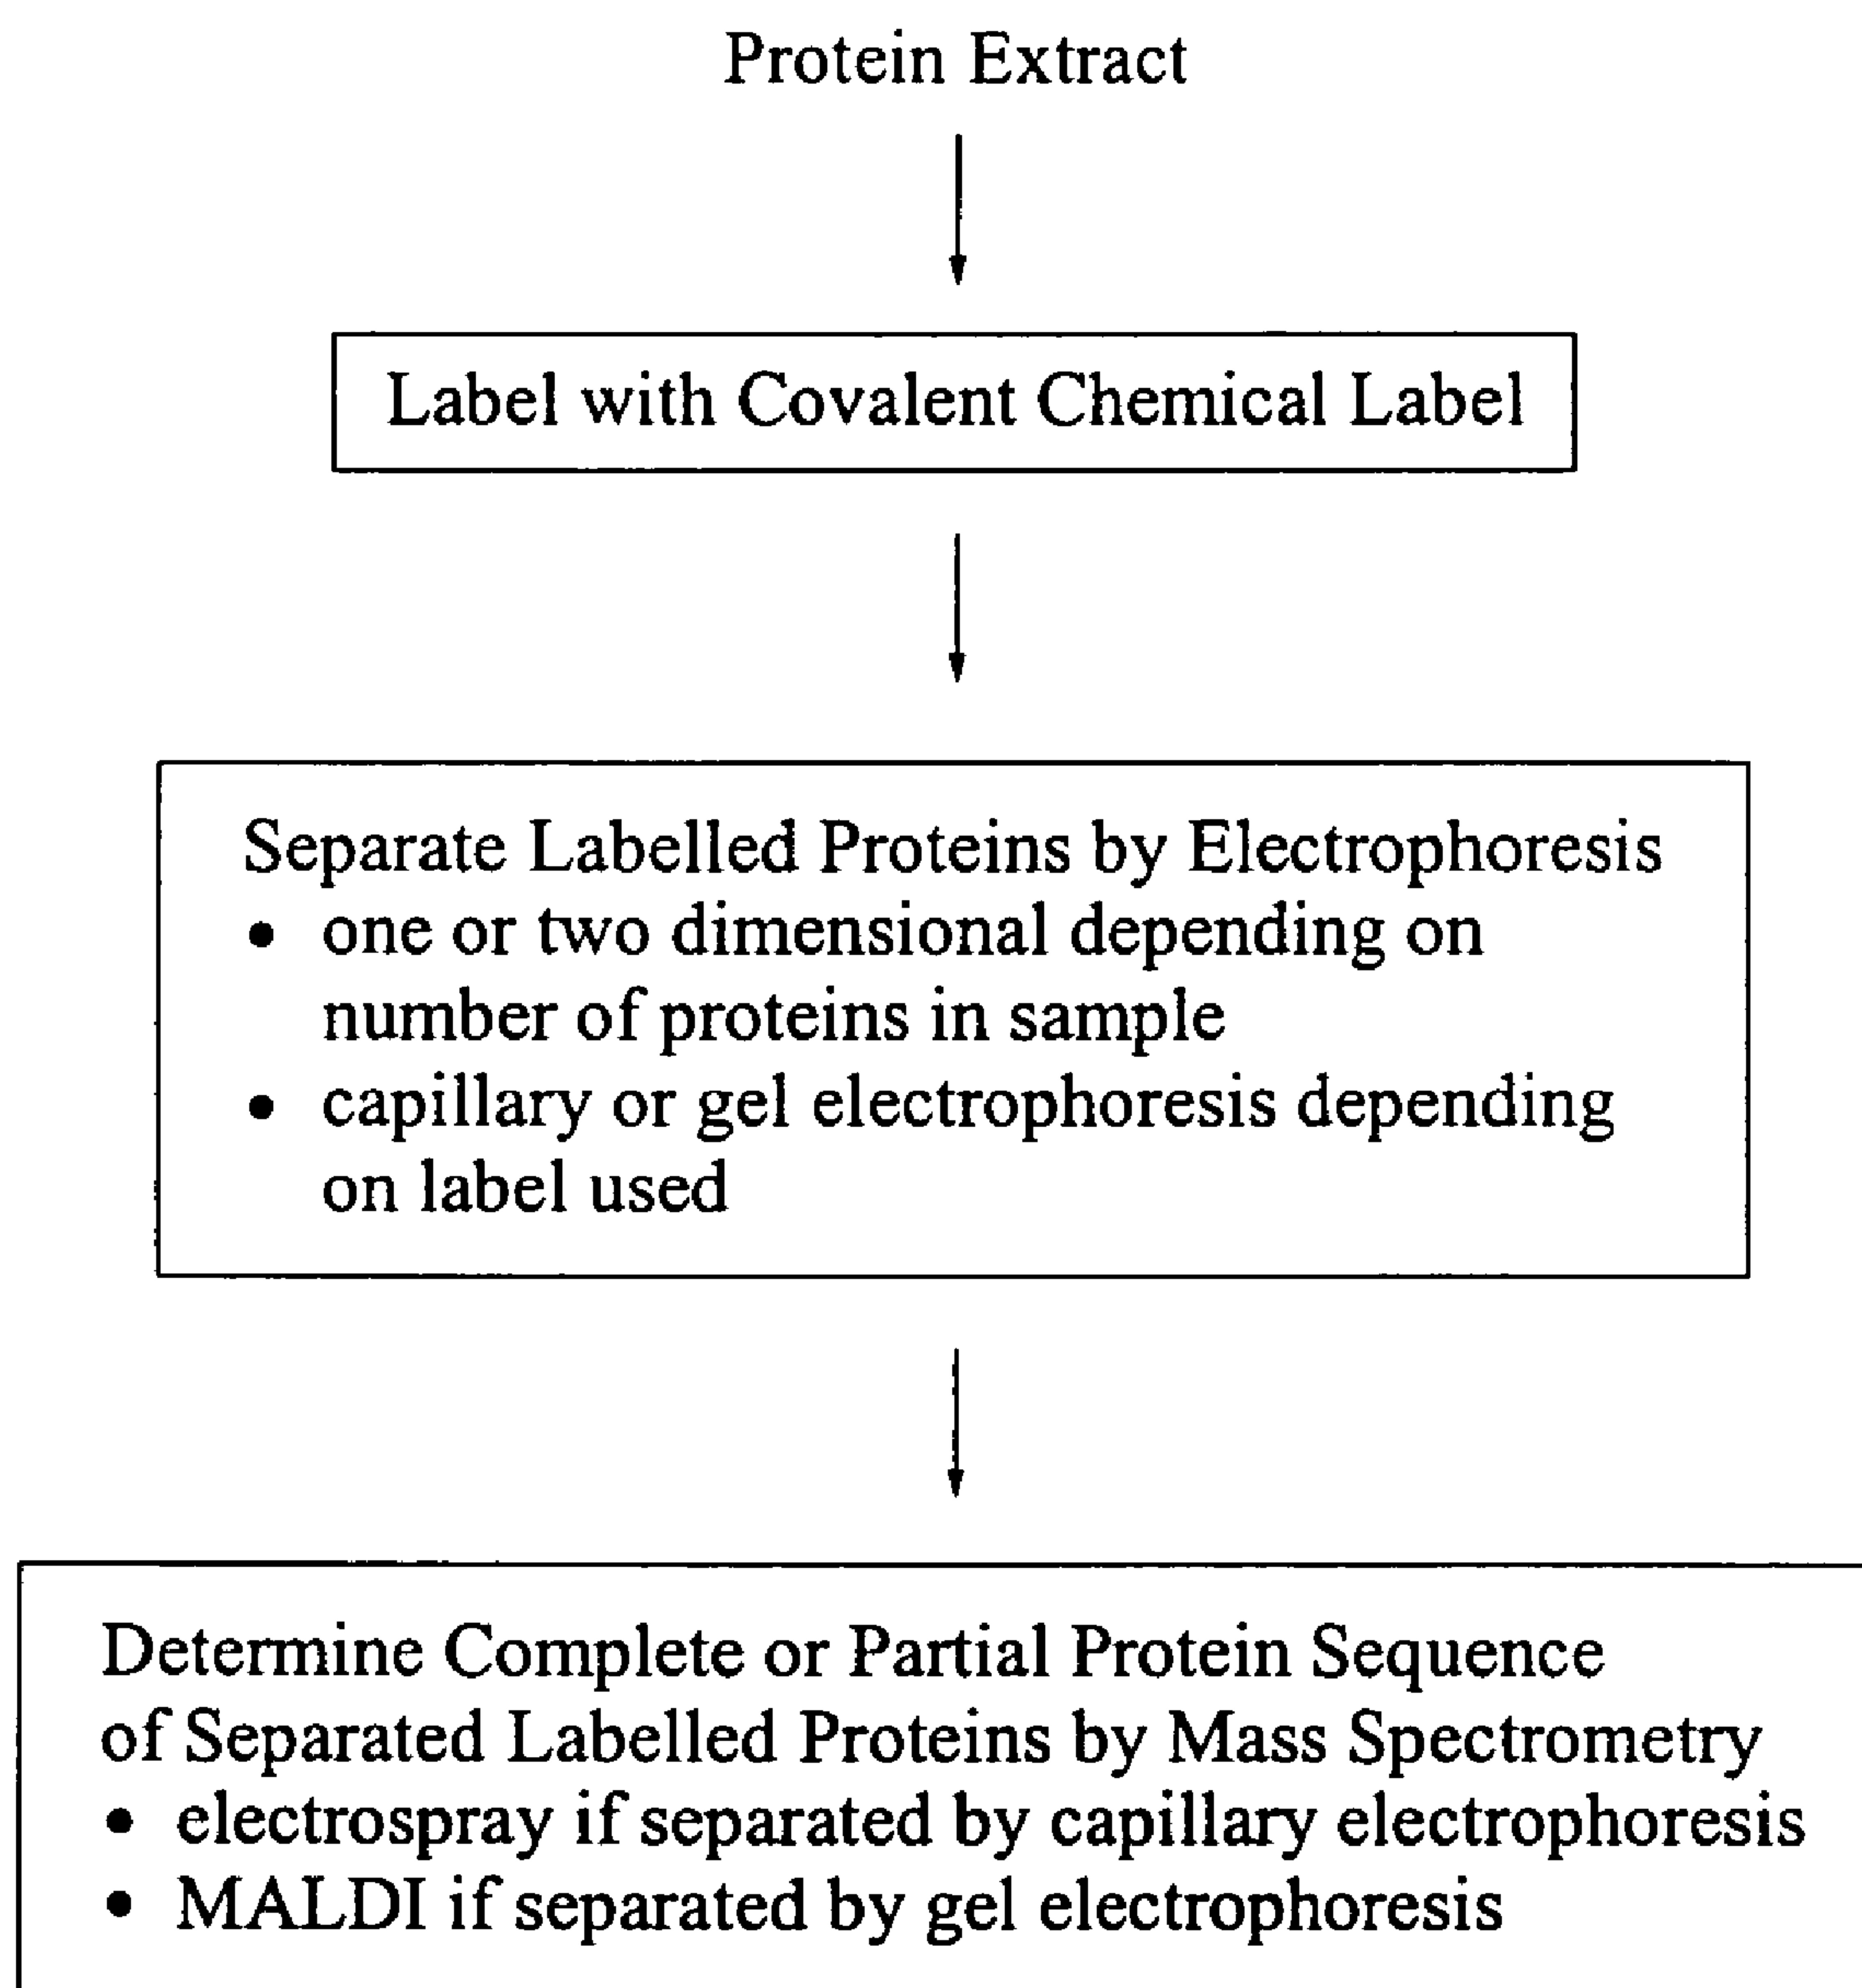 Protein Extract
Label with Covalent Chemical Label
Separate Labelled Proteins by Electrophoresis
• one or two dimensional depending on
number of proteins in sample
• capillary or gel electrophoresis depending
on label used
Determine Complete or Partial Protein Sequence
of Separated Labelled Proteins by Mass Spectrometry
• electrospray if separated by capillary electrophoresis
• MALDI if separated by gel electrophoresis